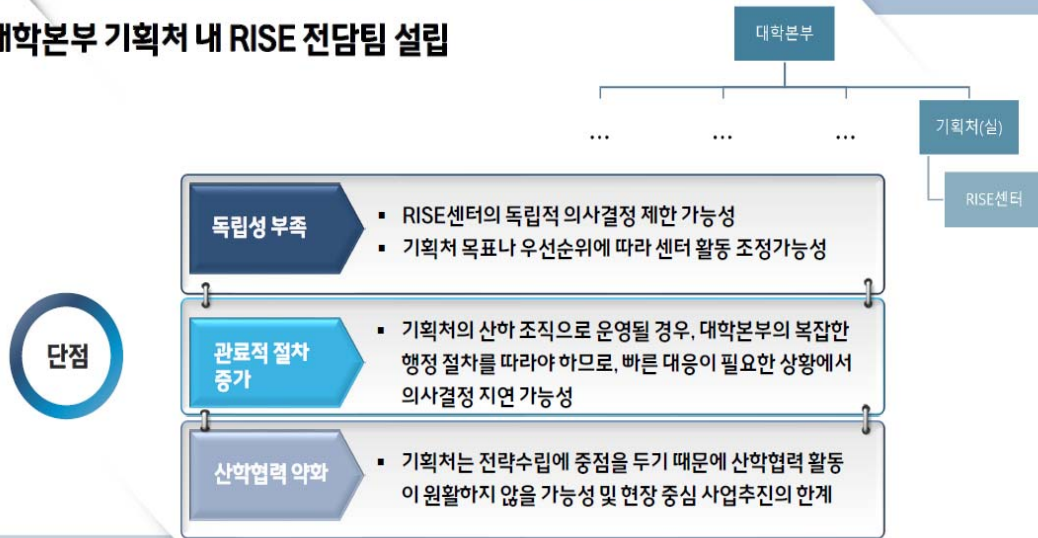 대학본부 기획처 내 RISE 전담팀 설립
대학본부
...
...
...
기획처(실)
RISE센터
단점
독립성 부족
▪ RISE센터의 독립적 의사결정 제한 가능성
▪ 기획처 목표나 우선순위에 따라 센터 활동 조정가능성
관료적 절차
증가
▪ 기획처의 산하 조직으로 운영될 경우, 대학본부의 복잡한
행정 절차를 따라야 하므로, 빠른 대응이 필요한 상황에서
의사결정 지연 가능성
산학협력 약화
▪ 기획처는 전략수립에 중점을 두기 때문에 산학협력 활동
이 원활하지 않을 가능성 및 현장 중심 사업추진의 한계